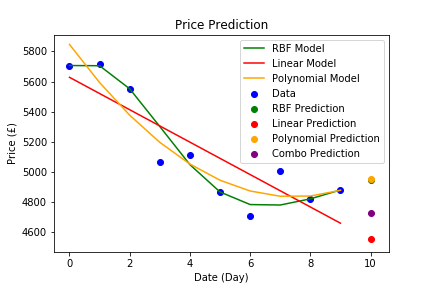 Price Prediction
RBF Model
Linear Model
Polynomial Model
Data
RBF Prediction
Linear Prediction
Polynomial Prediction
Combo Prediction
Price (£)
5800
5600
5400
5200
5000
4800
4600
0 2 4 6 8 10
Date (Day)